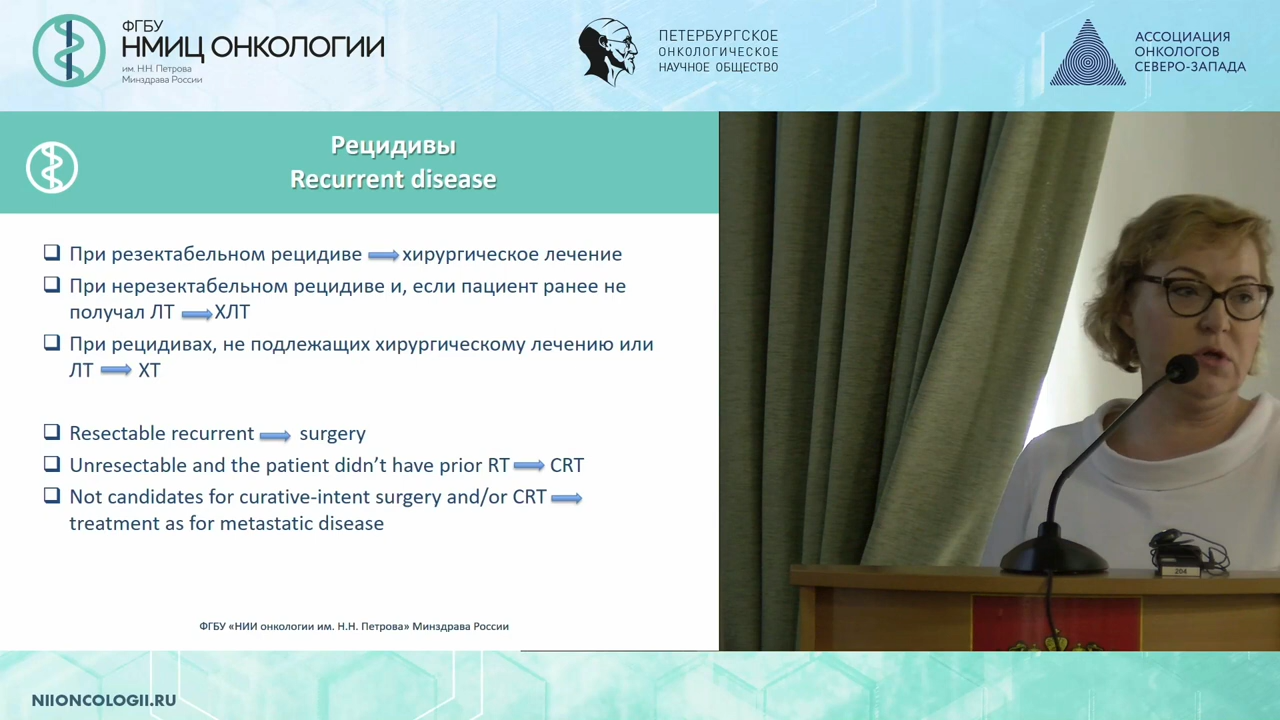 ФГБУ
НМИЦ ОНКОЛОГИИ
им. Н.Н. Петрова
Минздрава России
ПЕТЕРБУРГСКОЕ
ОНКОЛОГИЧЕСКОЕ
НАУЧНОЕ ОБЩЕСТВО
АССОЦИАЦИЯ
ОНКОЛОГОВ
СЕВЕРО-ЗАПАДА
Рецидивы
Recurrent disease
При резектабельном рецидиве хирургическое лечение
При нерезектабельном рецидиве и, если пациент ранее не
получал ЛТ ХЛТ
При рецидивах, не подлежащих хирургическому лечению или
ЛТ ХТ
Resectable recurrent surgery
Unresectable and the patient didn’t have prior RT CRT
Not candidates for curative-intent surgery and/or CRT
treatment as for metastatic disease
ФГБУ «НИИ онкологии им. Н.Н. Петрова» Минздрава России
204
NIIONCOLOGII.RU